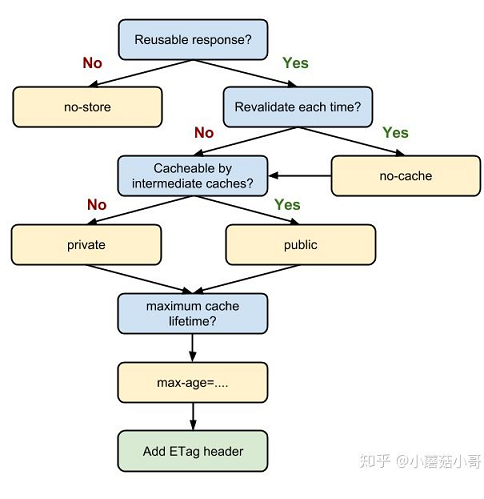 Reusable response?
No
Yes
no-store
Revalidate each time?
No
Yes
Cacheable by
intermediate caches?
no-cache
No
Yes
private
public
maximum cache
lifetime?
max-age=....
Add ETag header
知乎 @小蘑菇小哥